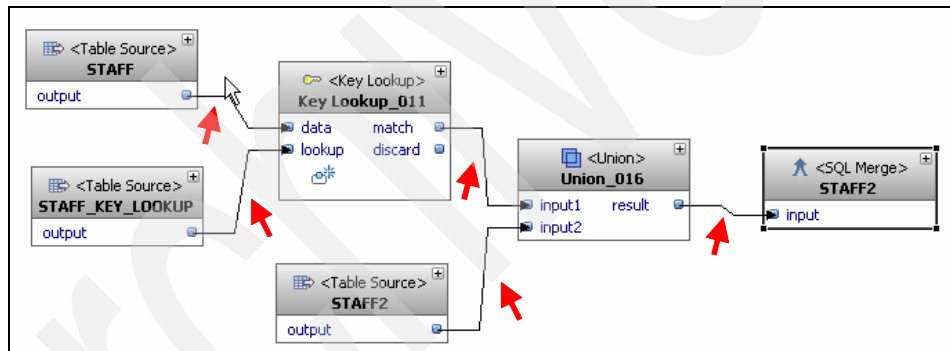 <Table Source>
STAFF
output
<Key Lookup>
Key Lookup_011
data match
lookup discard
<Table Source>
STAFF_KEY_LOOKUP
output
<Union>
Union_016
input1 result
input2
<SQL Merge>
STAFF2
input
<Table Source>
STAFF2
output